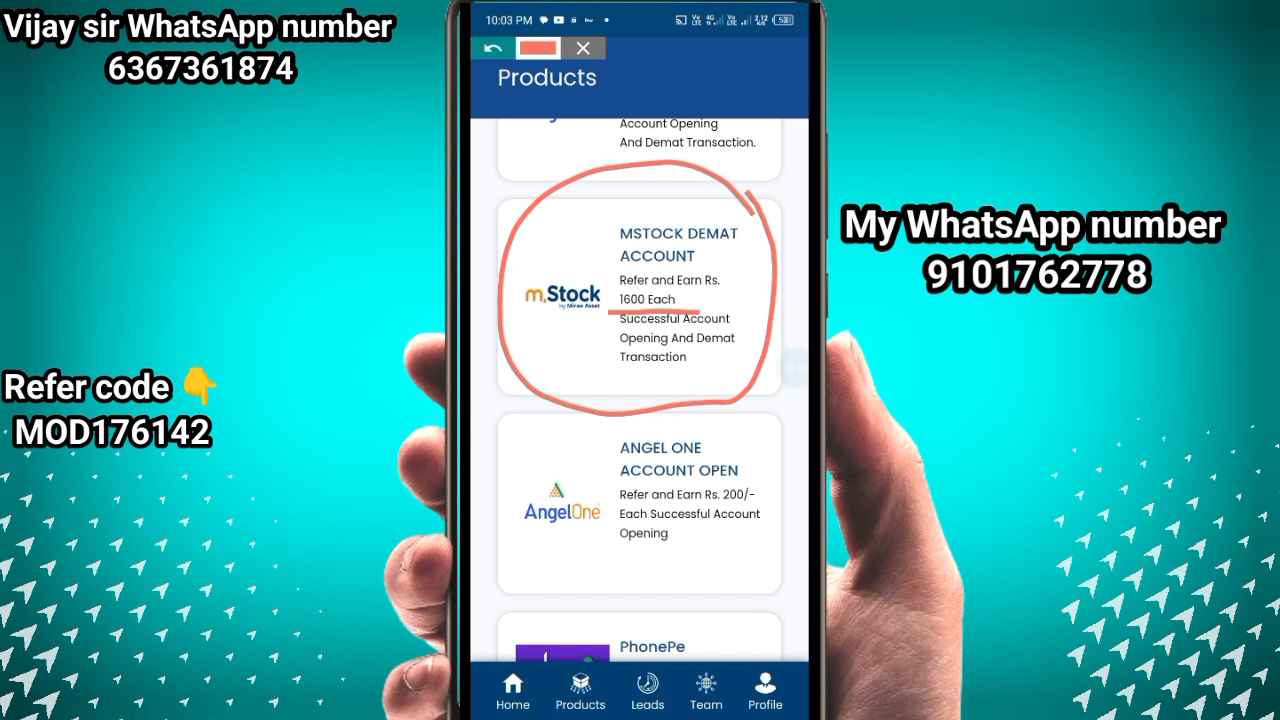 Vijay sir WhatsApp number
6367361874
Refer code 👇
MOD176142
10:03 PM
Products
Account Opening
And Demat Transaction.
MSTOCK DEMAT
ACCOUNT
Refer and Earn Rs.
1600 Each
Successful Account
Opening And Demat
Transaction
m.Stock
by Mirae Asset
ANGEL ONE
ACCOUNT OPEN
Refer and Earn Rs. 200/-
Each Successful Account
Opening
AngelOne
PhonePe
Home Products Leads Team Profile
My WhatsApp number
9101762778